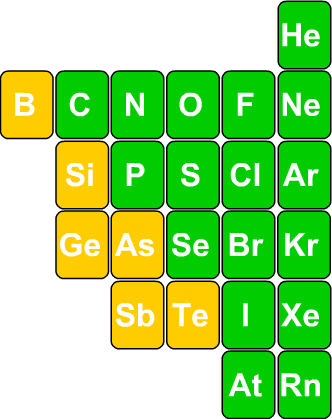 He
B C N O F Ne
Si P S Cl Ar
Ge As Se Br Kr
Sb Te I Xe
At Rn